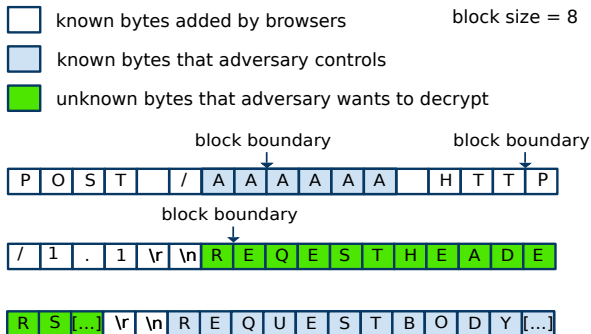 known bytes added by browsers block size = 8
known bytes that adversary controls
unknown bytes that adversary wants to decrypt
block boundary block boundary
P O S T / A A A A A A H T T P
block boundary
/ 1 . 1 \r \n R E Q E S T H E A D E
R S [...] \r \n R E Q U E S T B O D Y [...]